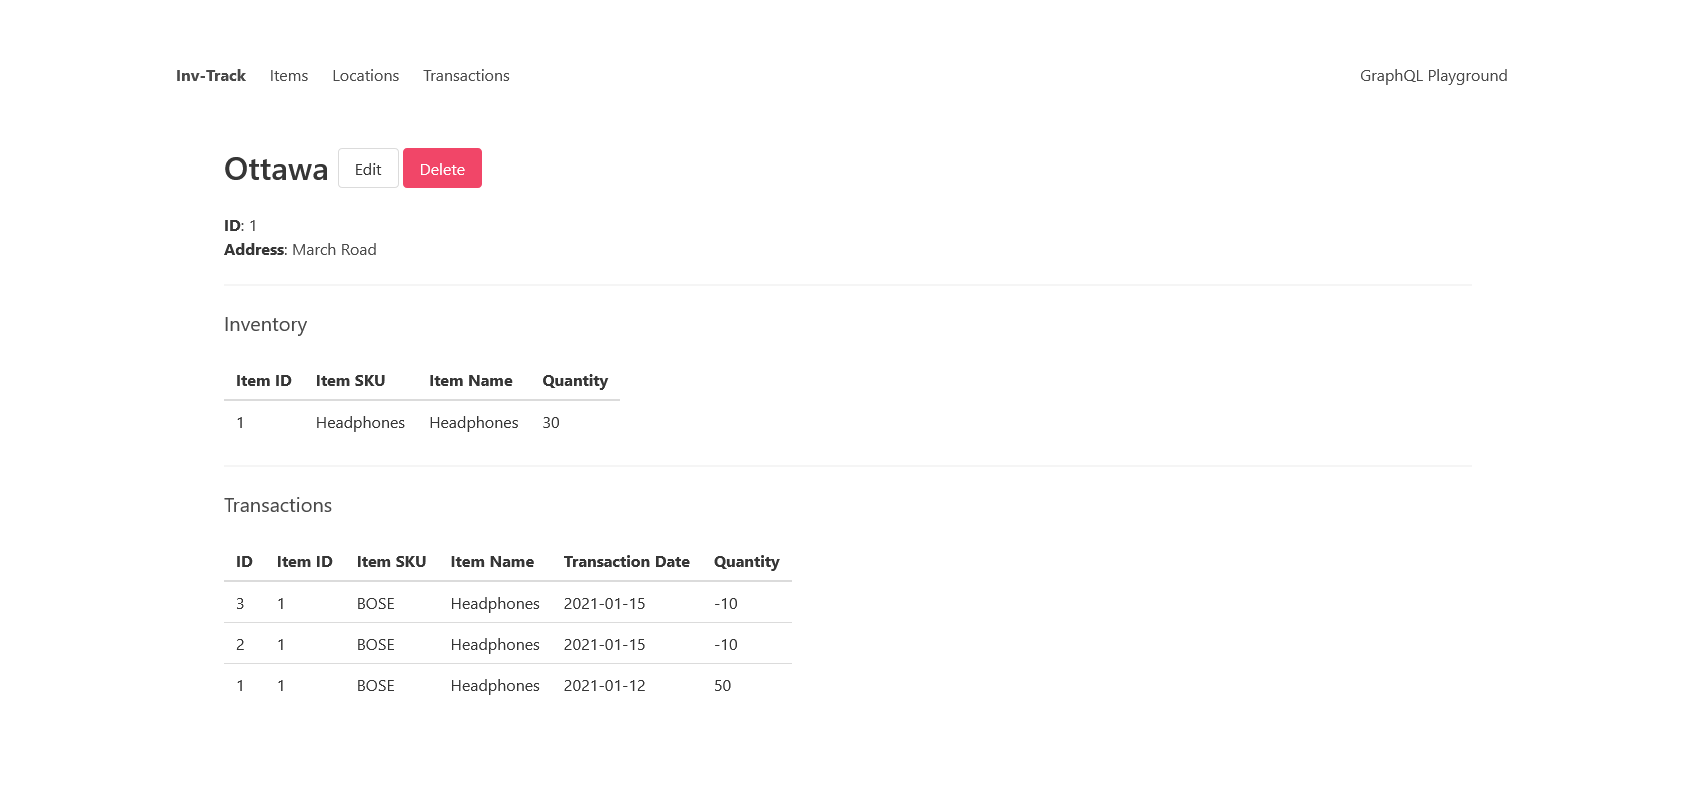 Inv-Track Items Locations Transactions GraphQL Playground
Ottawa Edit Delete
ID: 1
Address: March Road
Inventory
Item ID Item SKU Item Name Quantity
1 Headphones Headphones 30
Transactions
ID Item ID Item SKU Item Name Transaction Date Quantity
3 1 BOSE Headphones 2021-01-15 -10
2 1 BOSE Headphones 2021-01-15 -10
1 1 BOSE Headphones 2021-01-12 50